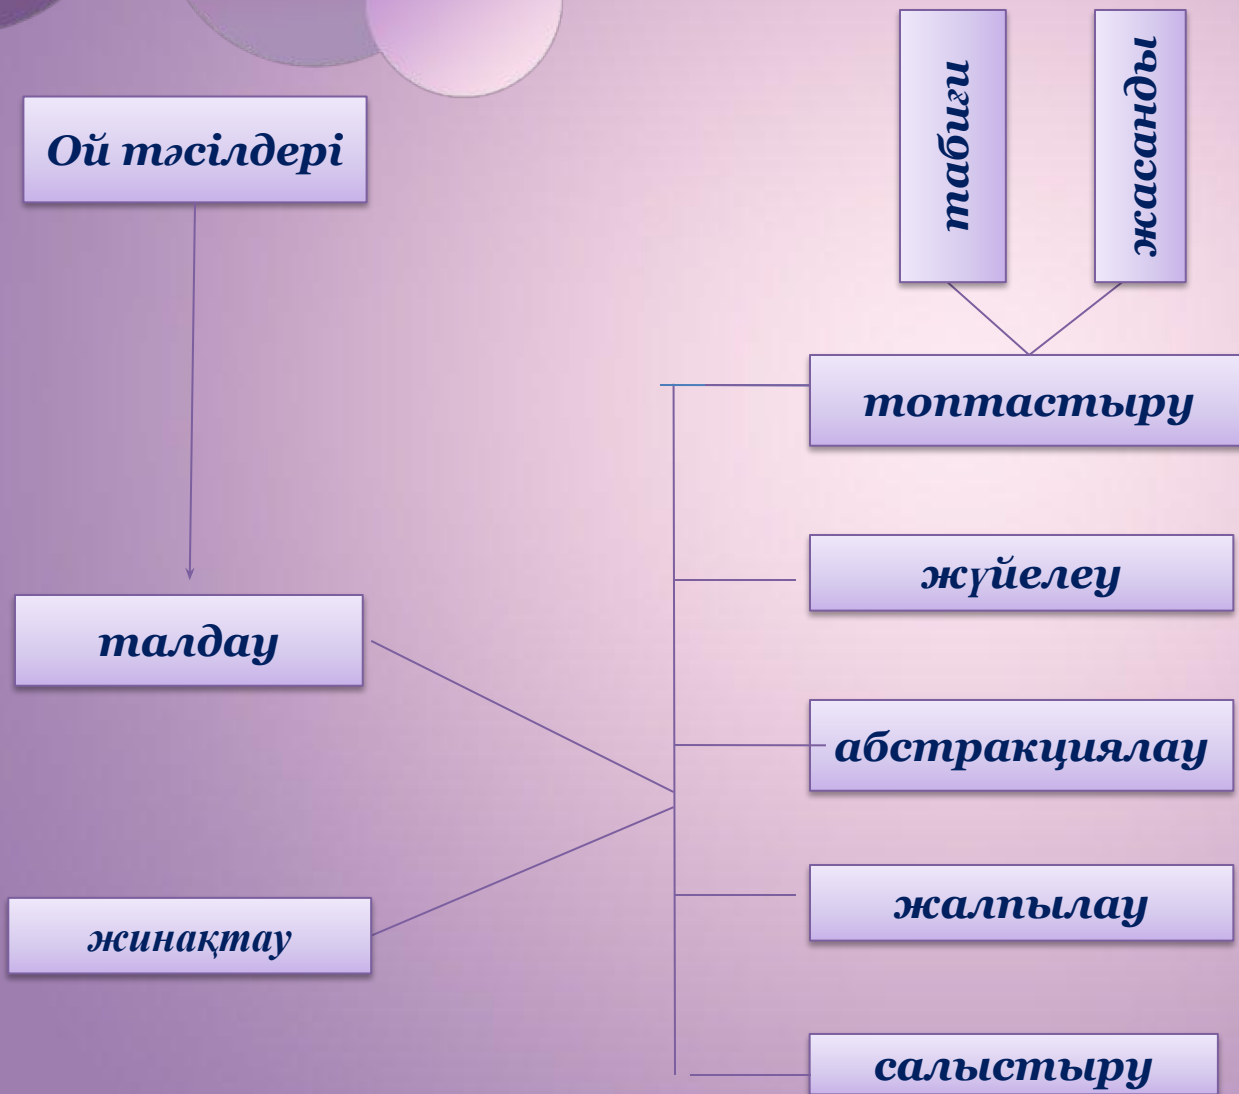 Ой тәсілдері
табиғи
жасанды
топтастыру
жүйелеу
талдау
абстракциялау
жалпылау
жинақтау
салыстыру